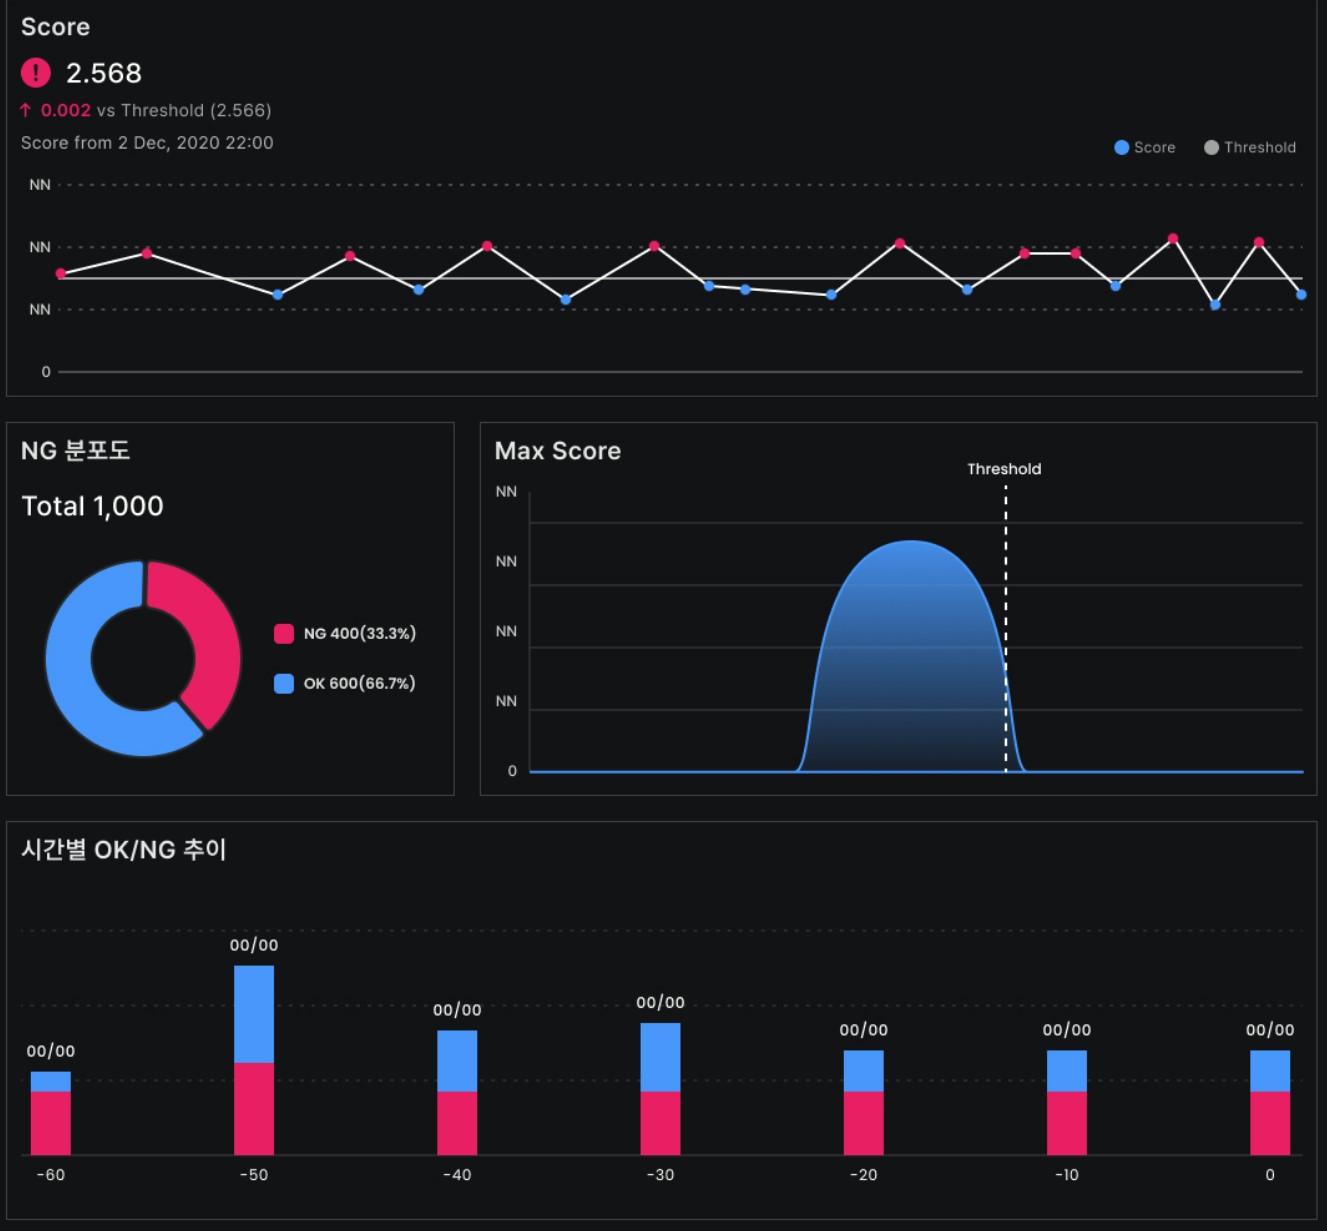 Score
! 2.568
↑ 0.002 vs Threshold (2.566)
Score from 2 Dec, 2020 22:00
Score Threshold
NN
NN
NN
0
NG 분포도
Total 1,000
NG 400(33.3%)
OK 600(66.7%)
Max Score
Threshold
NN
NN
NN
NN
0
시간별 OK/NG 추이
00/00
00/00
00/00
00/00
00/00
00/00
00/00
-60 -50 -40 -30 -20 -10 0